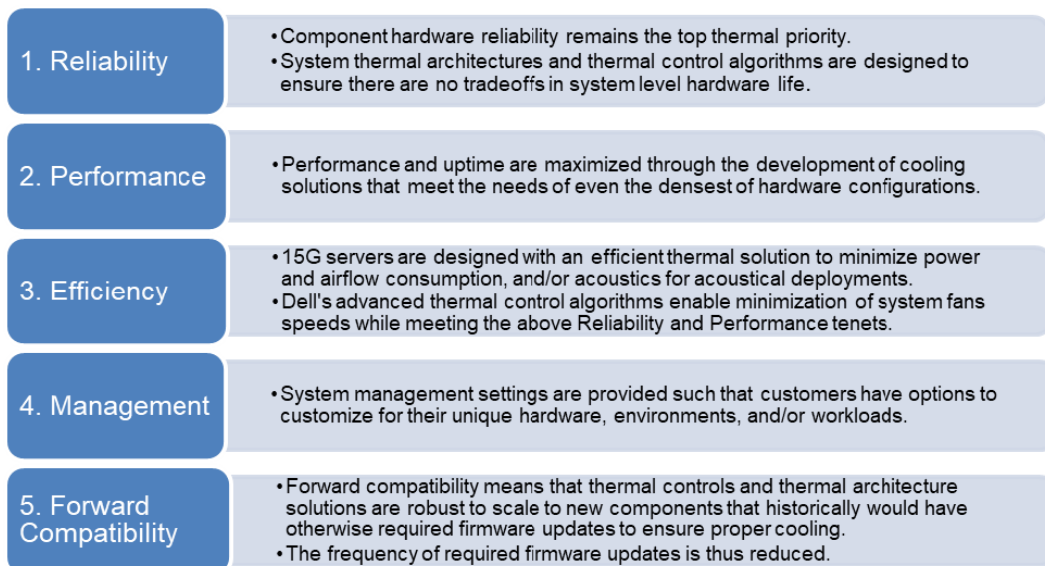 1. Reliability
•Component hardware reliability remains the top thermal priority.
•System thermal architectures and thermal control algorithms are designed to
ensure there are no tradeoffs in system level hardware life.
2. Performance
•Performance and uptime are maximized through the development of cooling
solutions that meet the needs of even the densest of hardware configurations.
3. Efficiency
•15G servers are designed with an efficient thermal solution to minimize power
and airflow consumption, and/or acoustics for acoustical deployments.
•Dell's advanced thermal control algorithms enable minimization of system fans
speeds while meeting the above Reliability and Performance tenets.
4. Management
•System management settings are provided such that customers have options to
customize for their unique hardware, environments, and/or workloads.
5. Forward
Compatibility
•Forward compatibility means that thermal controls and thermal architecture
solutions are robust to scale to new components that historically would have
otherwise required firmware updates to ensure proper cooling.
•The frequency of required firmware updates is thus reduced.